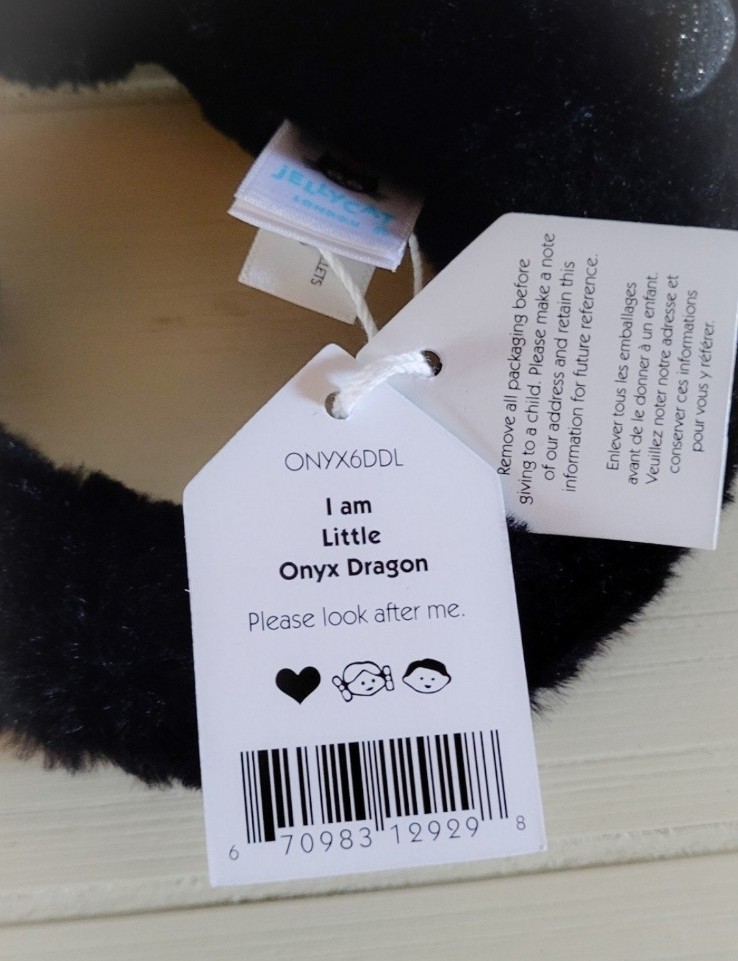 JELLYCAT
LONDON
LLETS
Remove all packaging before
giving to a child. Please make a note
of our address and retain this
information for future reference.
Enlever tous les emballages
avant de le donner à un enfant.
Veuillez noter notre adresse et
conserver ces informations
pour vous y référer.
ONYX6DDL
I am
Little
Onyx Dragon
Please look after me.
6 70983 12929 8